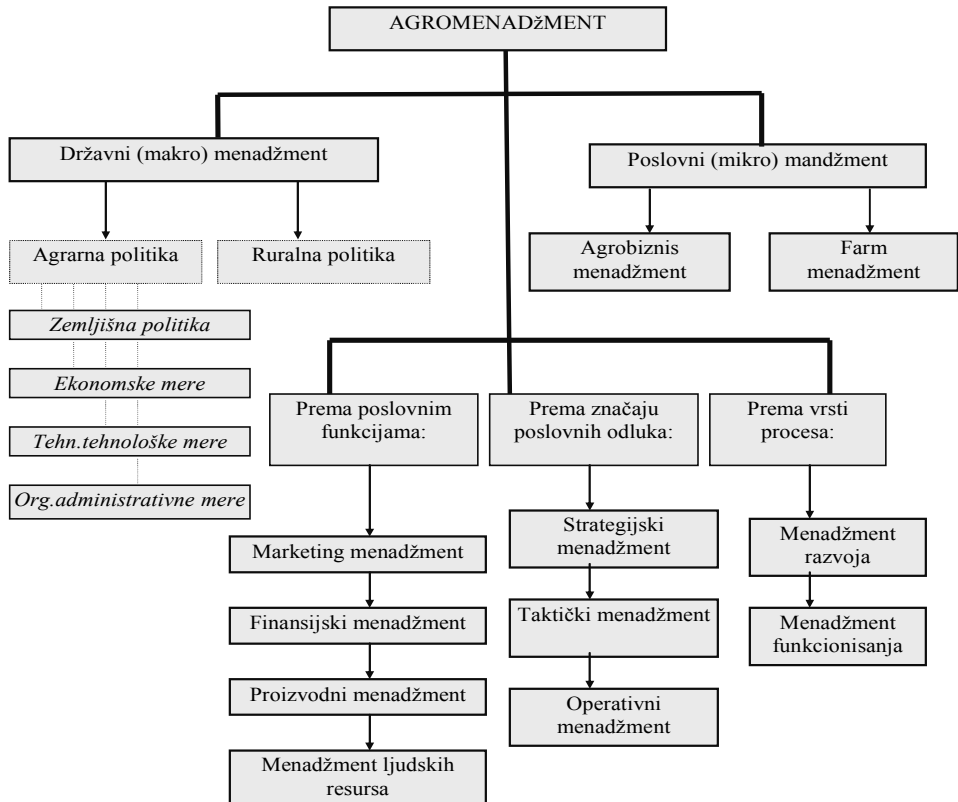 AGROMENADžMENT
Državni (makro) menadžment
Poslovni (mikro) mandžment
Agrarna politika
Ruralna politika
Agrobiznis
menadžment
Farm
menadžment
Zemljišna politika
Ekonomske mere
Tehn.tehnološke mere
Org.administrativne mere
Prema poslovnim
funkcijama:
Prema značaju
poslovnih odluka:
Prema vrsti
procesa:
Marketing menadžment
Finansijski menadžment
Proizvodni menadžment
Menadžment ljudskih
resursa
Strategijski
menadžment
Taktički menadžment
Operativni
menadžment
Menadžment
razvoja
Menadžment
funkcionisanja